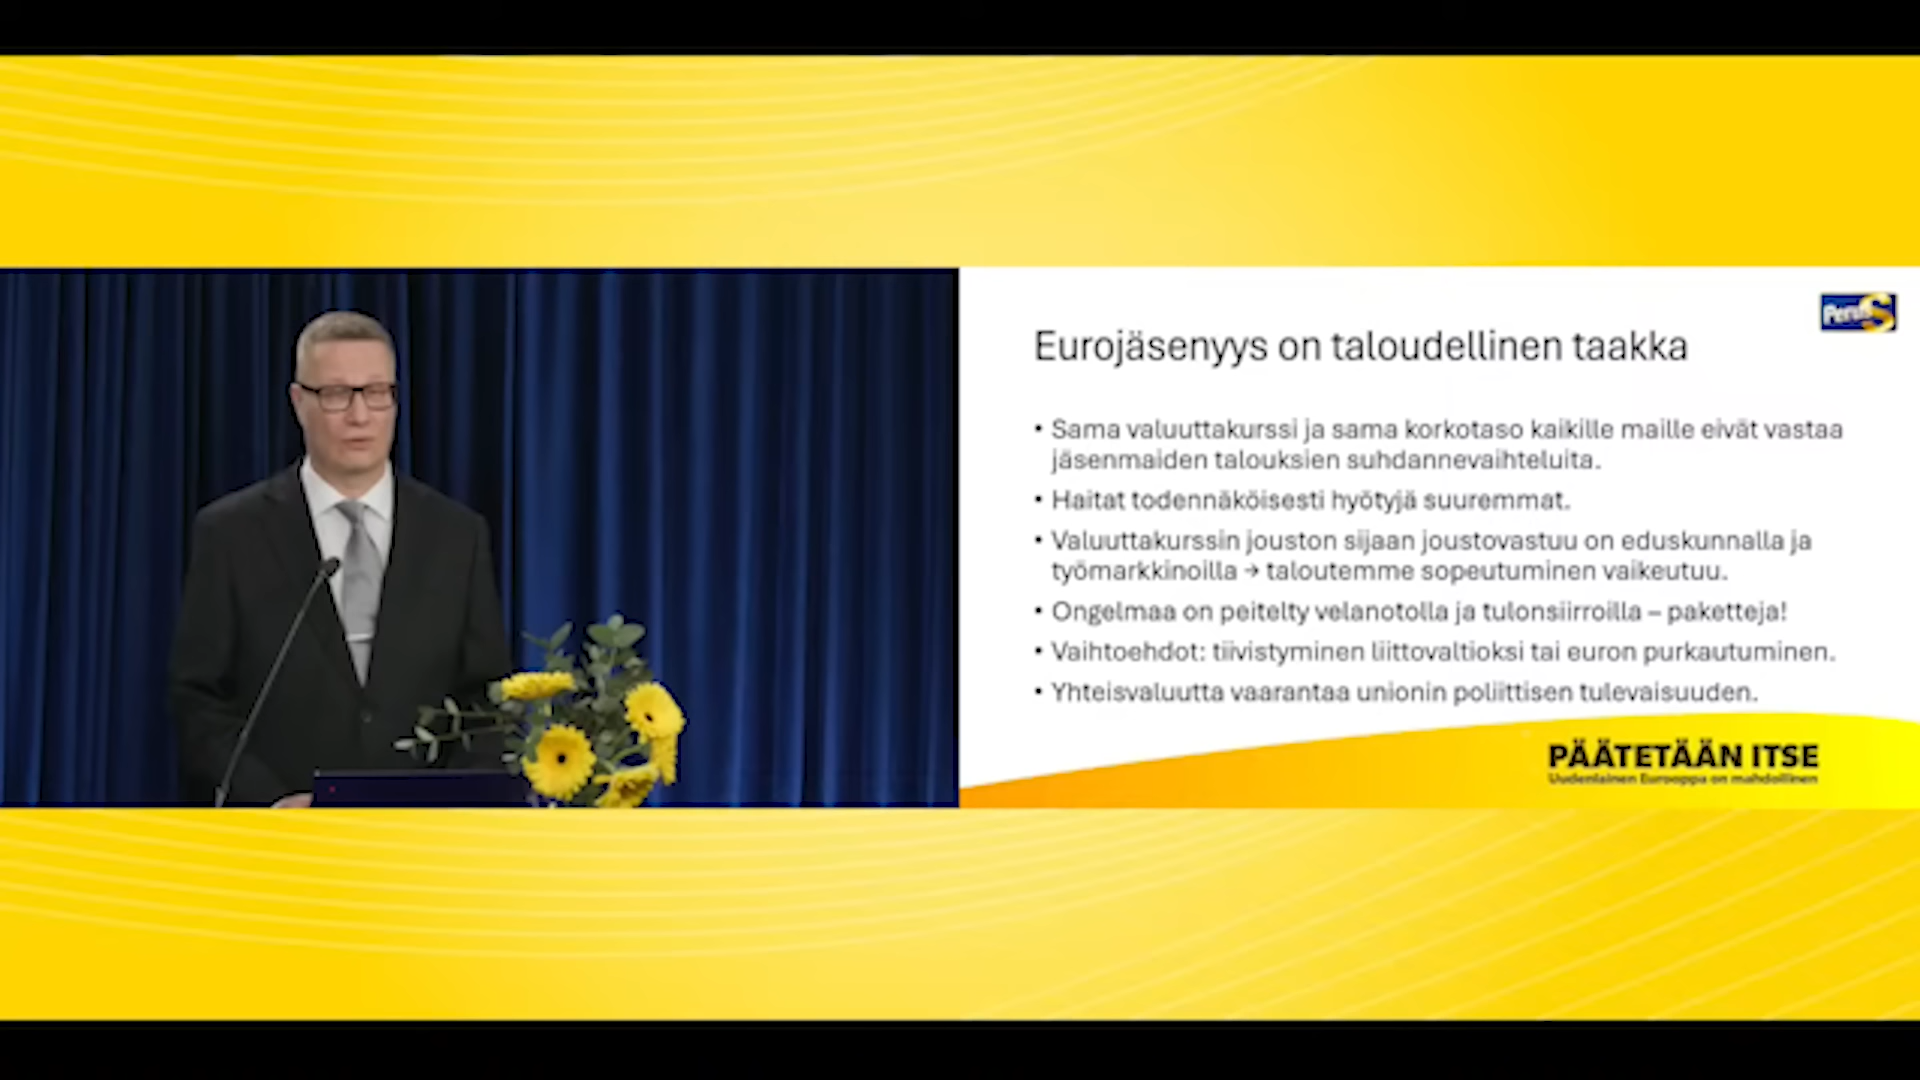 PerusS
Eurojäsenyys on taloudellinen taakka
• Sama valuuttakurssi ja sama korkotaso kaikille maille eivät vastaa
jäsenmaiden talouksien suhdannevaihteluita.
• Haitat todennäköisesti hyötyjä suuremmat.
• Valuuttakurssin jouston sijaan joustovastuu on eduskunnalla ja
työmarkkinoilla → taloutemme sopeutuminen vaikeutuu.
• Ongelmaa on peitelty velanotolla ja tulonsiirroilla – paketteja!
• Vaihtoehdot: tiivistyminen liittovaltioksi tai euron purkautuminen.
• Yhteisvaluutta vaarantaa unionin poliittisen tulevaisuuden.
PÄÄTETÄÄN ITSE
Uudenlainen Eurooppa on mahdollinen